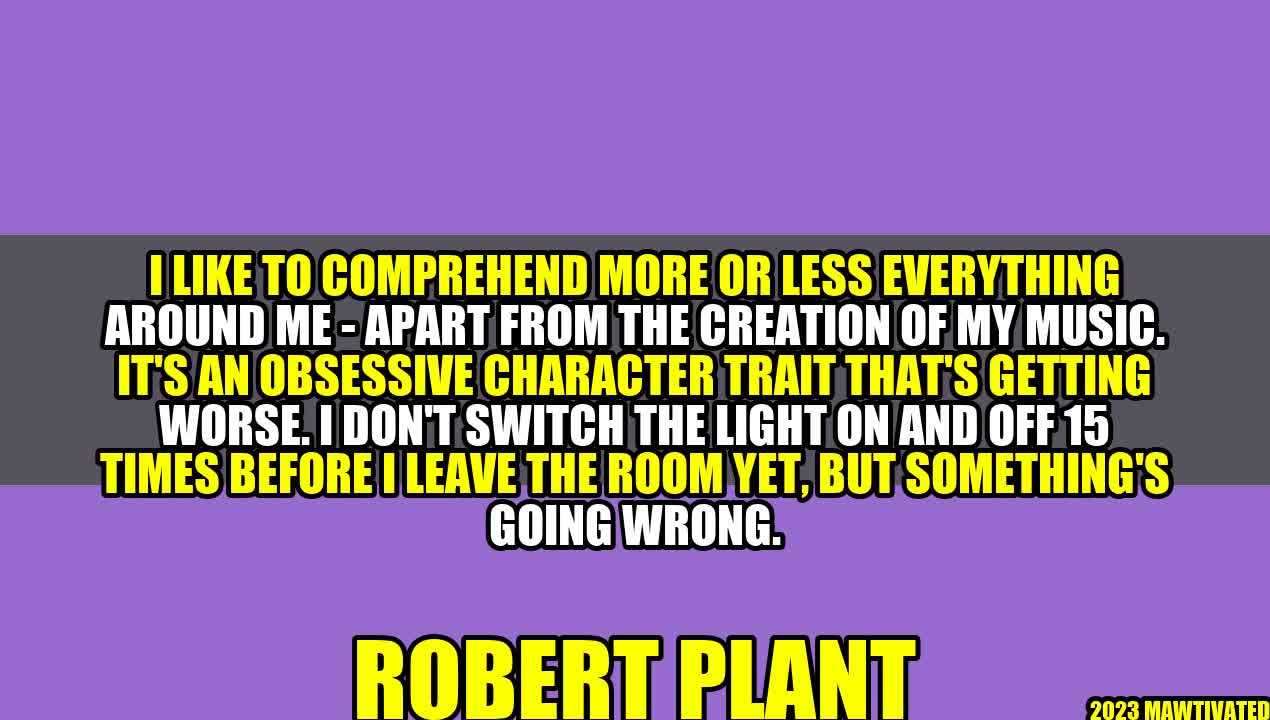 I LIKE TO COMPREHEND MORE OR LESS EVERYTHING
AROUND ME - APART FROM THE CREATION OF MY MUSIC.
IT'S AN OBSESSIVE CHARACTER TRAIT THAT'S GETTING
WORSE. I DON'T SWITCH THE LIGHT ON AND OFF 15
TIMES BEFORE I LEAVE THE ROOM YET, BUT SOMETHING'S
GOING WRONG.
ROBERT PLANT
2023 MAWTIVATED